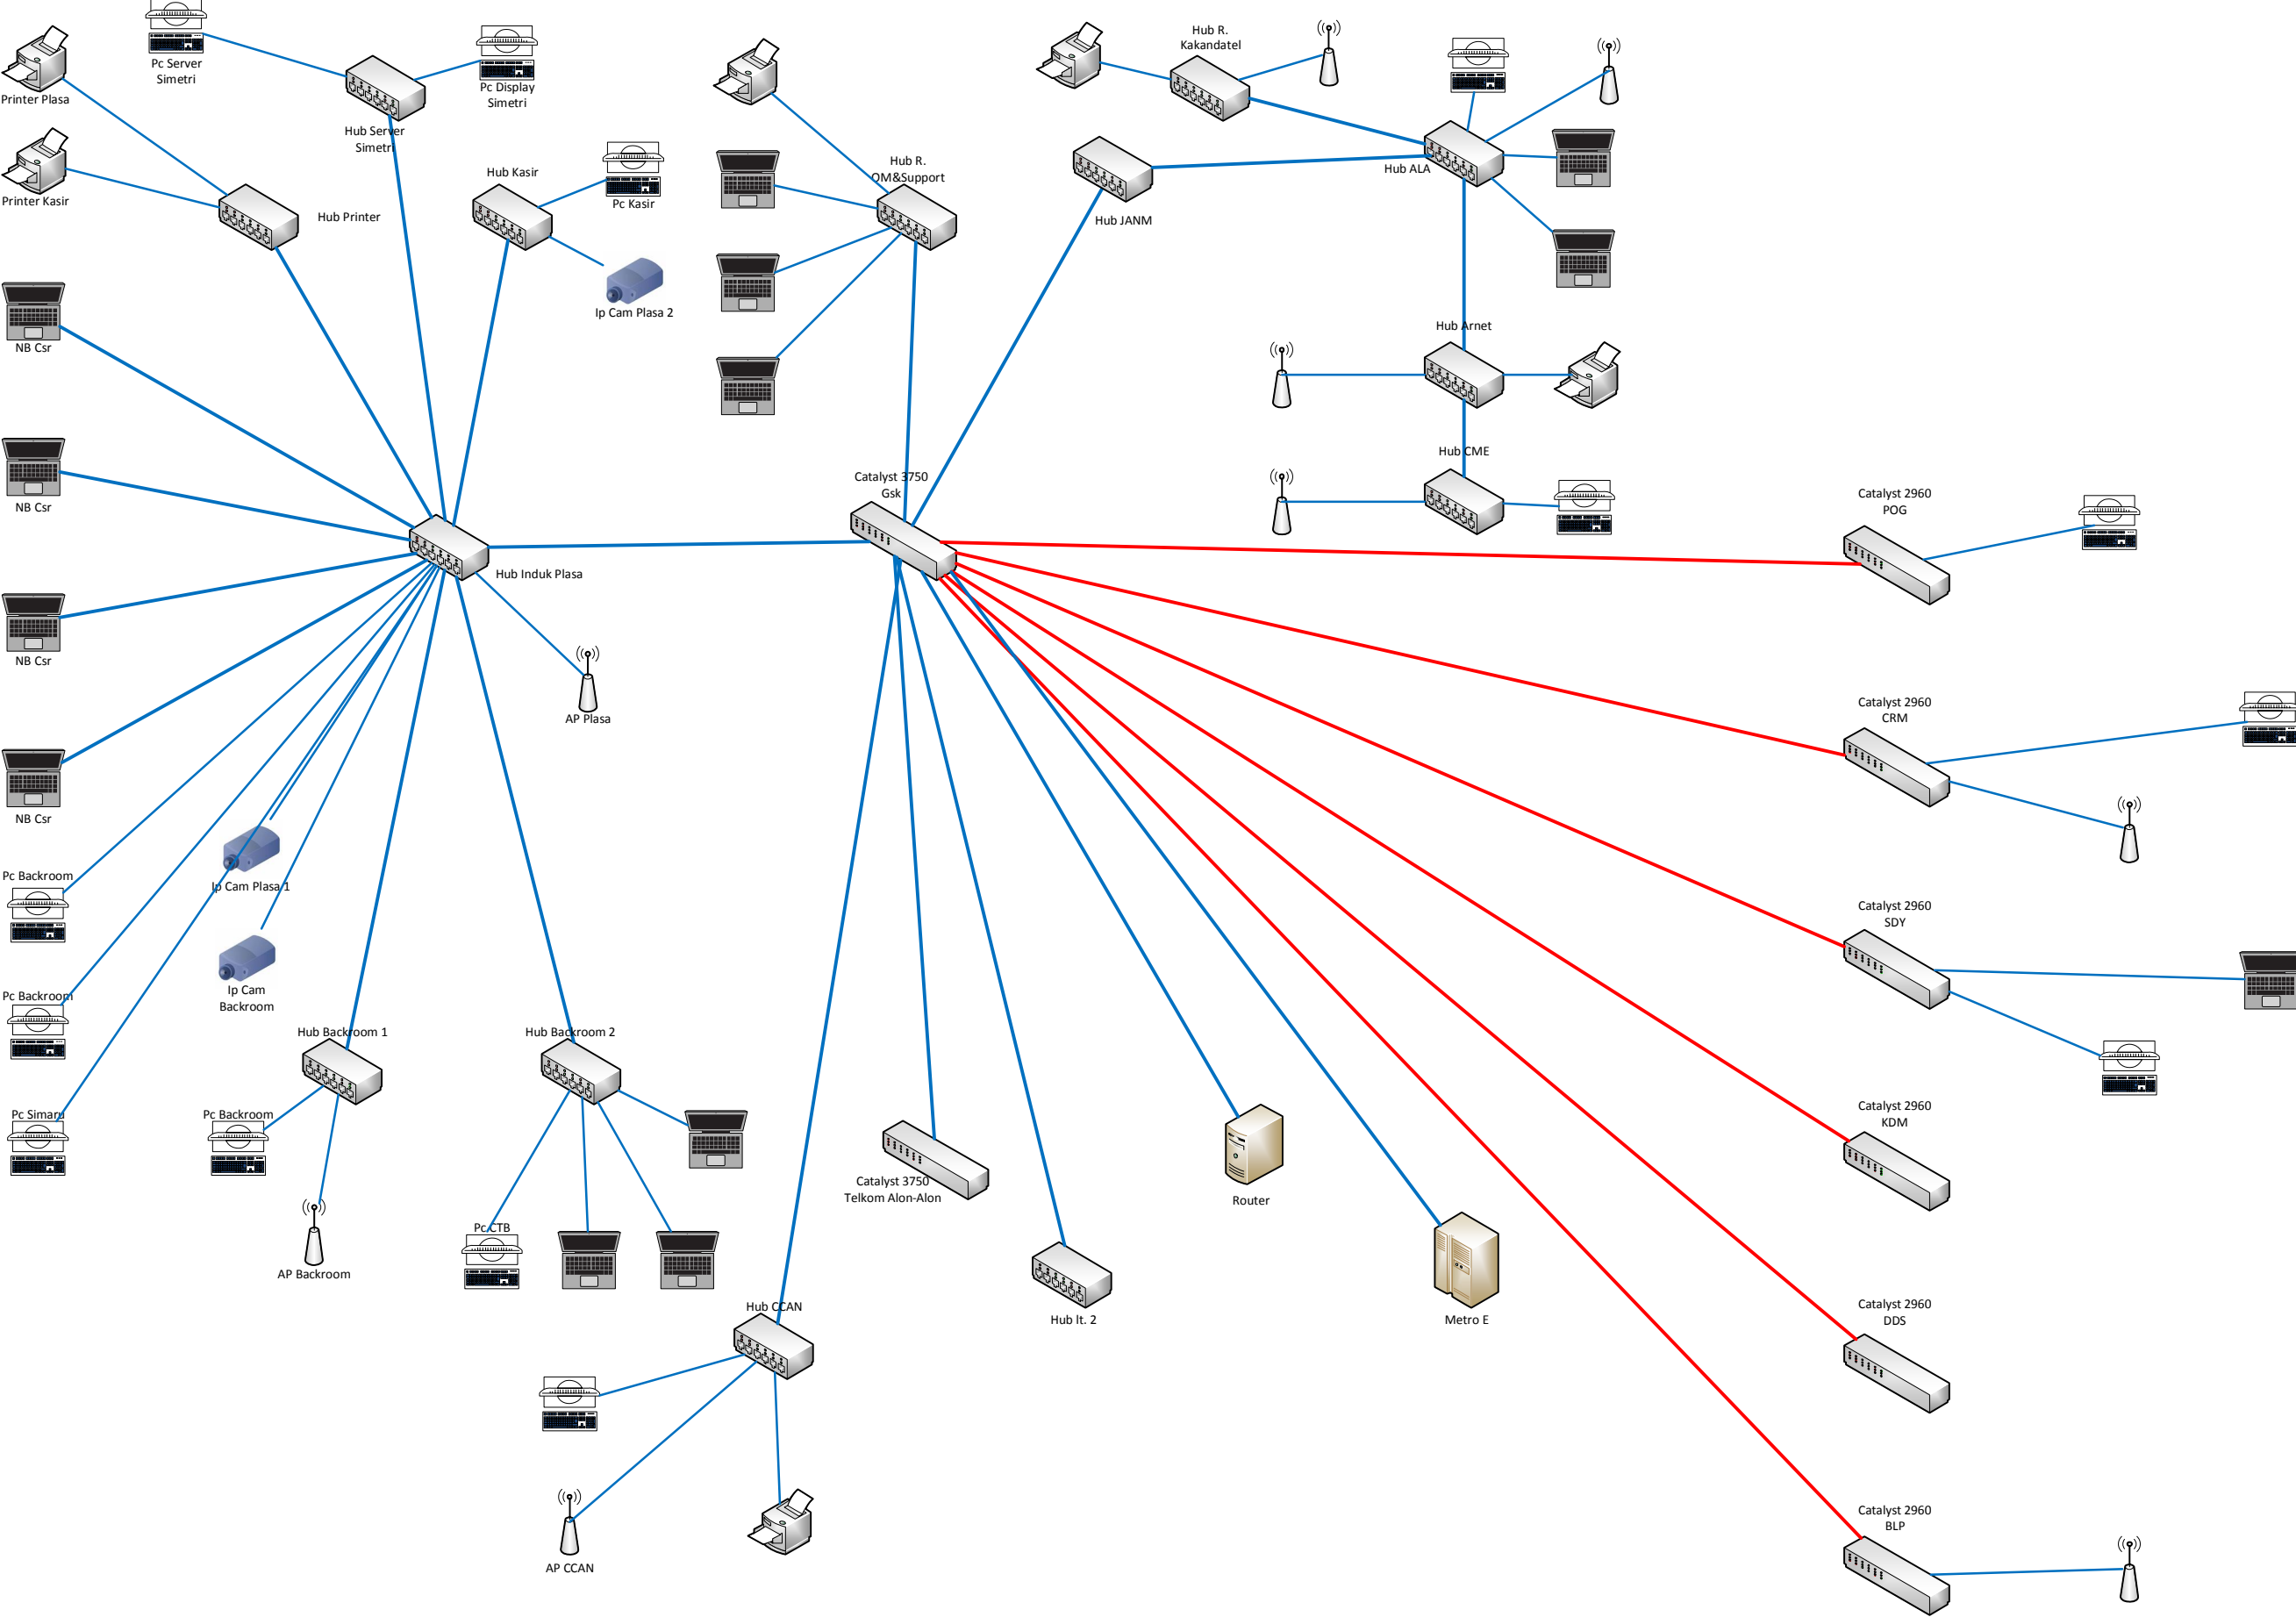 Pc Server
Simetri
Printer Plasa
Pc Display
Simetri
Hub Server
Simetri
Printer Kasir
Hub Printer
Hub Kasir
Pc Kasir
Ip Cam Plasa 2
Hub R.
OM&Support
Hub R.
Kakandatel
Hub ALA
Hub JANM
Hub Arnet
Hub CME
NB Csr
NB Csr
NB Csr
NB Csr
Catalyst 3750
Gsk
Hub Induk Plasa
AP Plasa
Catalyst 2960
POG
Catalyst 2960
CRM
Catalyst 2960
SDY
Catalyst 2960
KDM
Catalyst 2960
DDS
Catalyst 2960
BLP
Pc Backroom
Ip Cam Plasa 1
Pc Backroom
Ip Cam
Backroom
Hub Backroom 1
Hub Backroom 2
Pc Simaru
Pc Backroom
AP Backroom
Pc CTB
Catalyst 3750
Telkom Alon-Alon
Router
Hub CCAN
Hub lt. 2
Metro E
AP CCAN